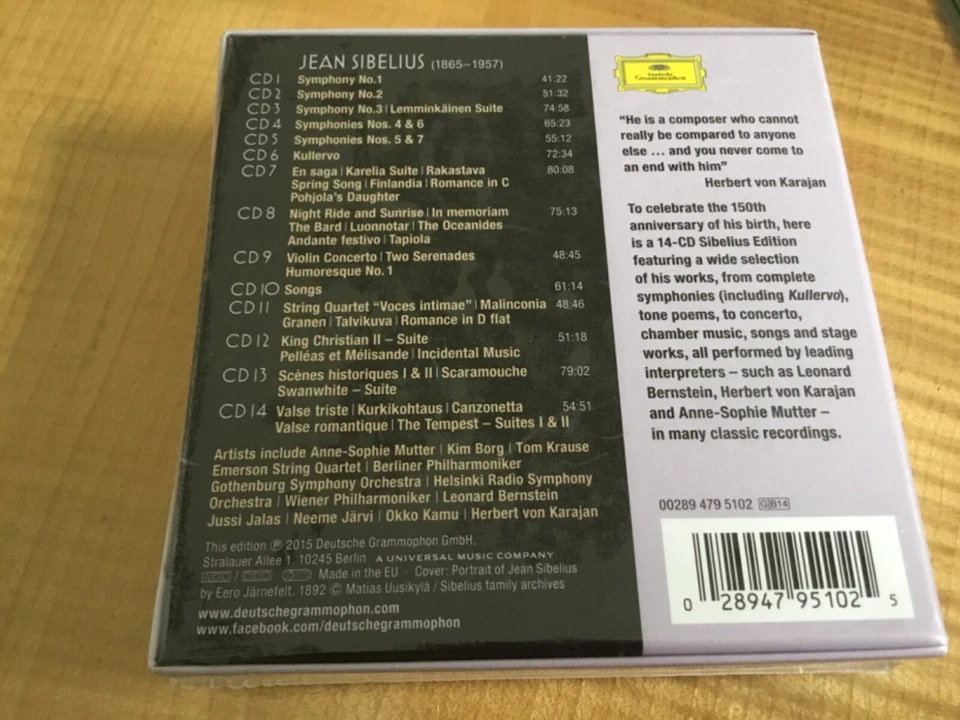 JEAN SIBELIUS (1865–1957)
CD 1 Symphony No.1 41:22
CD 2 Symphony No.2 51:32
CD 3 Symphony No.3 | Lemminkäinen Suite 74:58
CD 4 Symphonies Nos. 4 & 6 65:23
CD 5 Symphonies Nos. 5 & 7 55:12
CD 6 Kullervo 72:34
CD 7 En saga | Karelia Suite | Rakastava 80:08
Spring Song | Finlandia | Romance in C
Pohjola's Daughter
CD 8 Night Ride and Sunrise | In memoriam 75:13
The Bard | Luonnotar | The Oceanides
Andante festivo | Tapiola
CD 9 Violin Concerto | Two Serenades 48:45
Humoresque No. 1
CD 10 Songs 61:14
CD 11 String Quartet "Voces intimae" | Malinconia 48:46
Granen | Talvikuva | Romance in D flat
CD 12 King Christian II – Suite 51:18
Pelléas et Mélisande | Incidental Music
CD 13 Scènes historiques I & II | Scaramouche 79:02
Swanwhite – Suite
CD 14 Valse triste | Kurkikohtaus | Canzonetta 54:51
Valse romantique | The Tempest – Suites I & II
Artists include Anne-Sophie Mutter | Kim Borg | Tom Krause
Emerson String Quartet | Berliner Philharmoniker
Gothenburg Symphony Orchestra | Helsinki Radio Symphony
Orchestra | Wiener Philharmoniker | Leonard Bernstein
Jussi Jalas | Neeme Järvi | Okko Kamu | Herbert von Karajan
This edition ℗ 2015 Deutsche Grammophon GmbH,
Stralauer Allee 1, 10245 Berlin A UNIVERSAL MUSIC COMPANY
Made in the EU · Cover: Portrait of Jean Sibelius
by Eero Järnefelt, 1892 © Matias Uusikylä / Sibelius family archives
www.deutschegrammophon.com
www.facebook.com/deutschegrammophon
Deutsche
Grammophon
"He is a composer who cannot
really be compared to anyone
else ... and you never come to
an end with him"
Herbert von Karajan
To celebrate the 150th
anniversary of his birth, here
is a 14-CD Sibelius Edition
featuring a wide selection
of his works, from complete
symphonies (including Kullervo),
tone poems, to concerto,
chamber music, songs and stage
works, all performed by leading
interpreters – such as Leonard
Bernstein, Herbert von Karajan
and Anne-Sophie Mutter –
in many classic recordings.
00289 479 5102 GB14
0 28947 95102 5